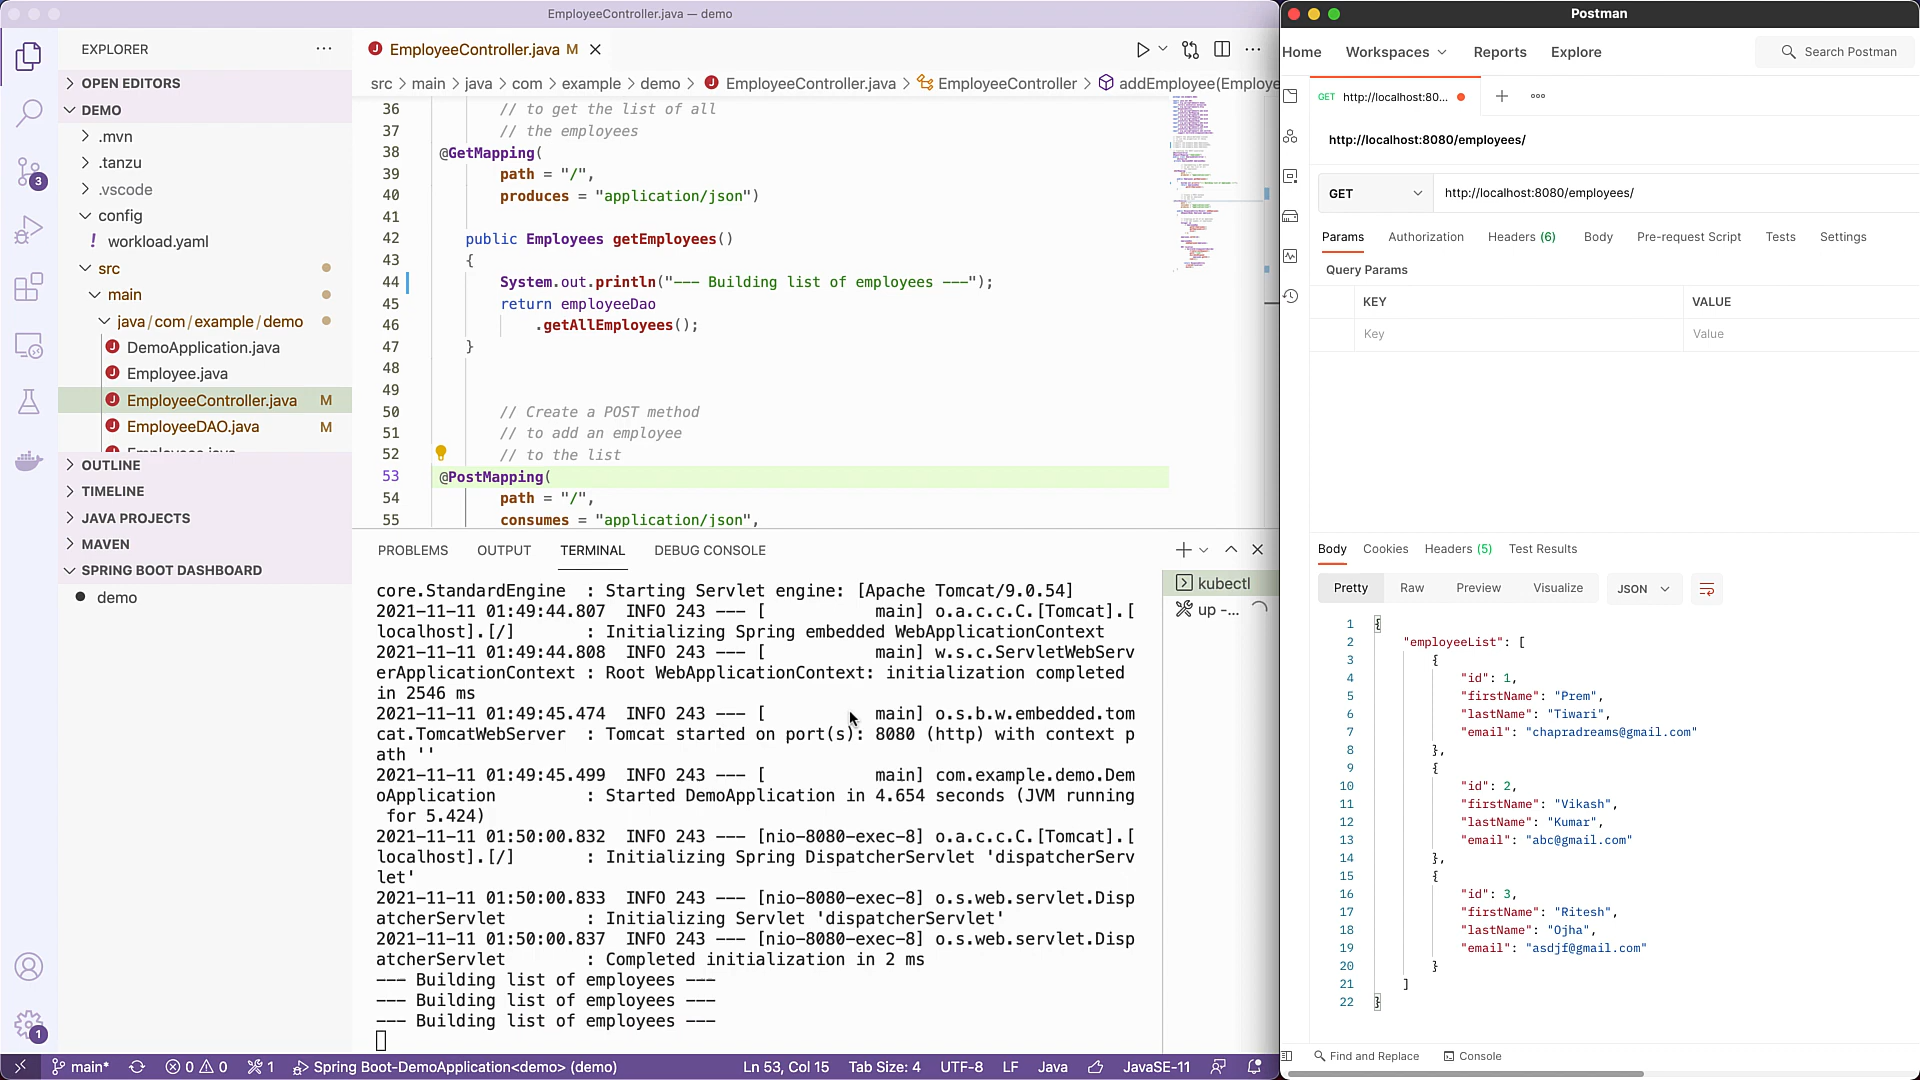 EmployeeController.java — demo
EXPLORER
OPEN EDITORS
DEMO
.mvn
.tanzu
.vscode
config
! workload.yaml
src
main
java/com/example/demo
DemoApplication.java
Employee.java
EmployeeController.java M
EmployeeDAO.java M
OUTLINE
TIMELINE
JAVA PROJECTS
MAVEN
SPRING BOOT DASHBOARD
demo
3
1
EmployeeController.java M
src > main > java > com > example > demo > EmployeeController.java > EmployeeController > addEmployee(Employe
36 // to get the list of all
37 // the employees
38 @GetMapping(
39 path = "/",
40 produces = "application/json")
41
42 public Employees getEmployees()
43 {
44 System.out.println("--- Building list of employees ---");
45 return employeeDao
46 .getAllEmployees();
47 }
48
49
50 // Create a POST method
51 // to add an employee
52 // to the list
53 @PostMapping(
54 path = "/",
55 consumes = "application/json",
PROBLEMS OUTPUT TERMINAL DEBUG CONSOLE
kubectl
up -...
core.StandardEngine  : Starting Servlet engine: [Apache Tomcat/9.0.54]
2021-11-11 01:49:44.807  INFO 243 --- [           main] o.a.c.c.C.[Tomcat].[
localhost].[/]       : Initializing Spring embedded WebApplicationContext
2021-11-11 01:49:44.808  INFO 243 --- [           main] w.s.c.ServletWebServ
erApplicationContext : Root WebApplicationContext: initialization completed
in 2546 ms
2021-11-11 01:49:45.474  INFO 243 --- [           main] o.s.b.w.embedded.tom
cat.TomcatWebServer  : Tomcat started on port(s): 8080 (http) with context p
ath ''
2021-11-11 01:49:45.499  INFO 243 --- [           main] com.example.demo.Dem
oApplication         : Started DemoApplication in 4.654 seconds (JVM running
for 5.424)
2021-11-11 01:50:00.832  INFO 243 --- [nio-8080-exec-8] o.a.c.c.C.[Tomcat].[
localhost].[/]       : Initializing Spring DispatcherServlet 'dispatcherServ
let'
2021-11-11 01:50:00.833  INFO 243 --- [nio-8080-exec-8] o.s.web.servlet.Disp
atcherServlet        : Initializing Servlet 'dispatcherServlet'
2021-11-11 01:50:00.837  INFO 243 --- [nio-8080-exec-8] o.s.web.servlet.Disp
atcherServlet        : Completed initialization in 2 ms
--- Building list of employees ---
--- Building list of employees ---
--- Building list of employees ---
main* 0 0 1 Spring Boot-DemoApplication<demo> (demo) Ln 53, Col 15 Tab Size: 4 UTF-8 LF Java JavaSE-11
Postman
Home Workspaces Reports Explore Search Postman
GET http://localhost:80...
http://localhost:8080/employees/
GET http://localhost:8080/employees/
Params Authorization Headers (6) Body Pre-request Script Tests Settings
Query Params
KEY VALUE
Key Value
Body Cookies Headers (5) Test Results
Pretty Raw Preview Visualize JSON
1 {
2 "employeeList": [
3 {
4 "id": 1,
5 "firstName": "Prem",
6 "lastName": "Tiwari",
7 "email": "chapradreams@gmail.com"
8 },
9 {
10 "id": 2,
11 "firstName": "Vikash",
12 "lastName": "Kumar",
13 "email": "abc@gmail.com"
14 },
15 {
16 "id": 3,
17 "firstName": "Ritesh",
18 "lastName": "Ojha",
19 "email": "asdjf@gmail.com"
20 }
21 ]
22 }
Find and Replace Console